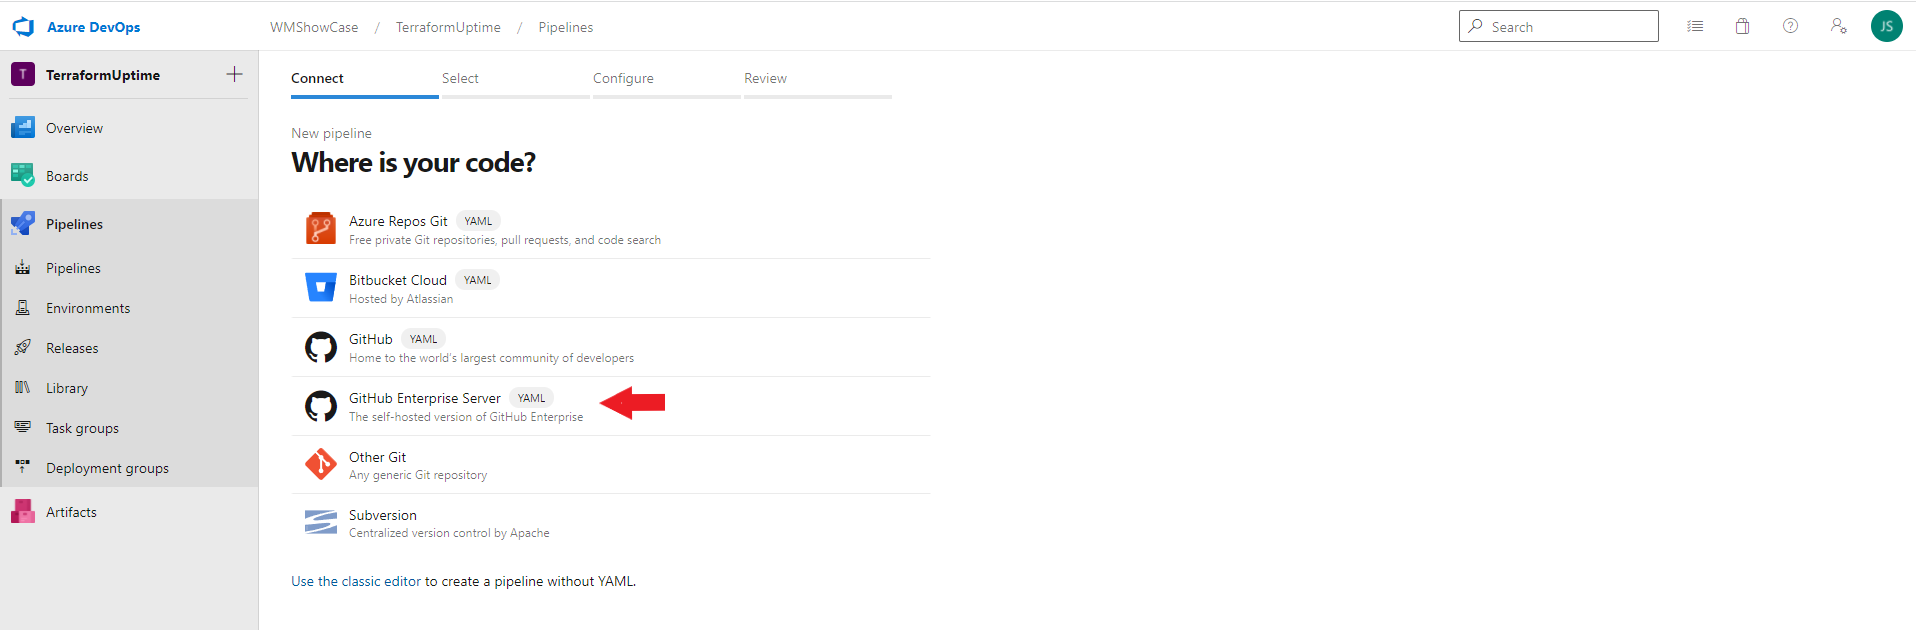 Azure DevOps
WMShowCase / TerraformUptime / Pipelines
Search
JS
T TerraformUptime
Overview
Boards
Pipelines
Pipelines
Environments
Releases
Library
Task groups
Deployment groups
Artifacts
Connect Select Configure Review
New pipeline
Where is your code?
Azure Repos Git YAML
Free private Git repositories, pull requests, and code search
Bitbucket Cloud YAML
Hosted by Atlassian
GitHub YAML
Home to the world's largest community of developers
GitHub Enterprise Server YAML
The self-hosted version of GitHub Enterprise
Other Git
Any generic Git repository
Subversion
Centralized version control by Apache
Use the classic editor to create a pipeline without YAML.